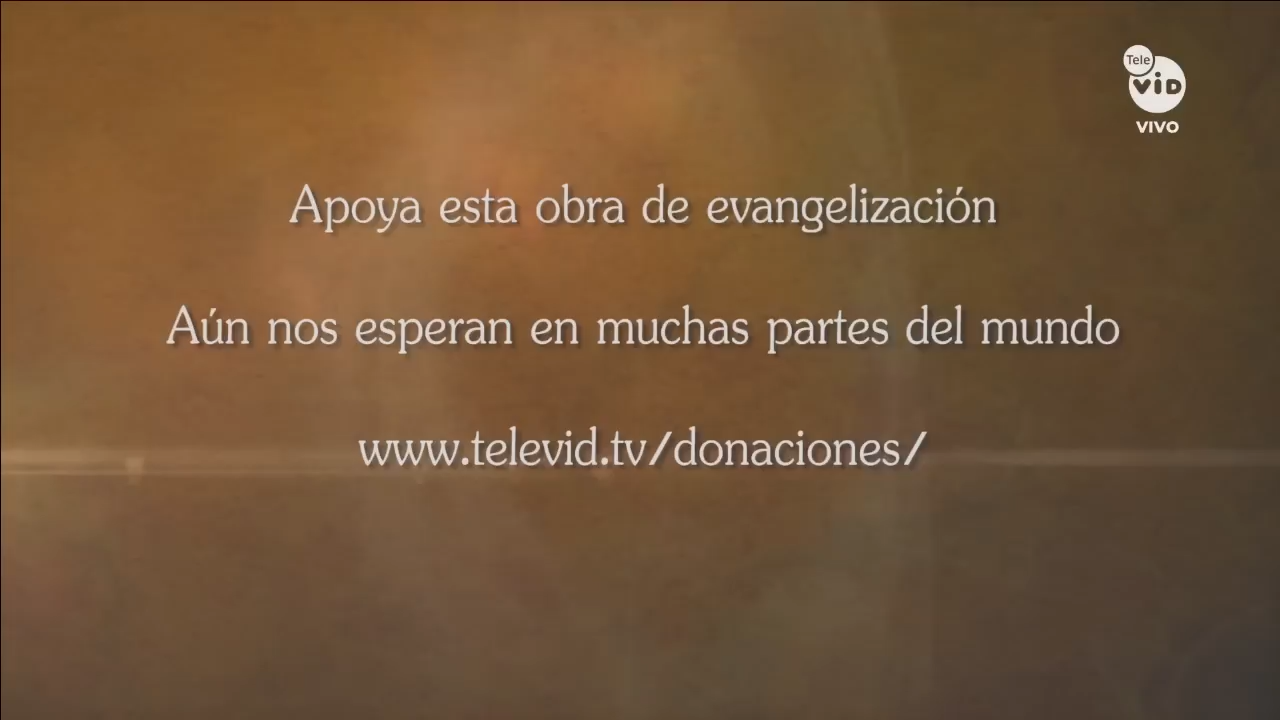 Tele
ViD
VIVO
Apoya esta obra de evangelización
Aún nos esperan en muchas partes del mundo
www.televid.tv/donaciones/